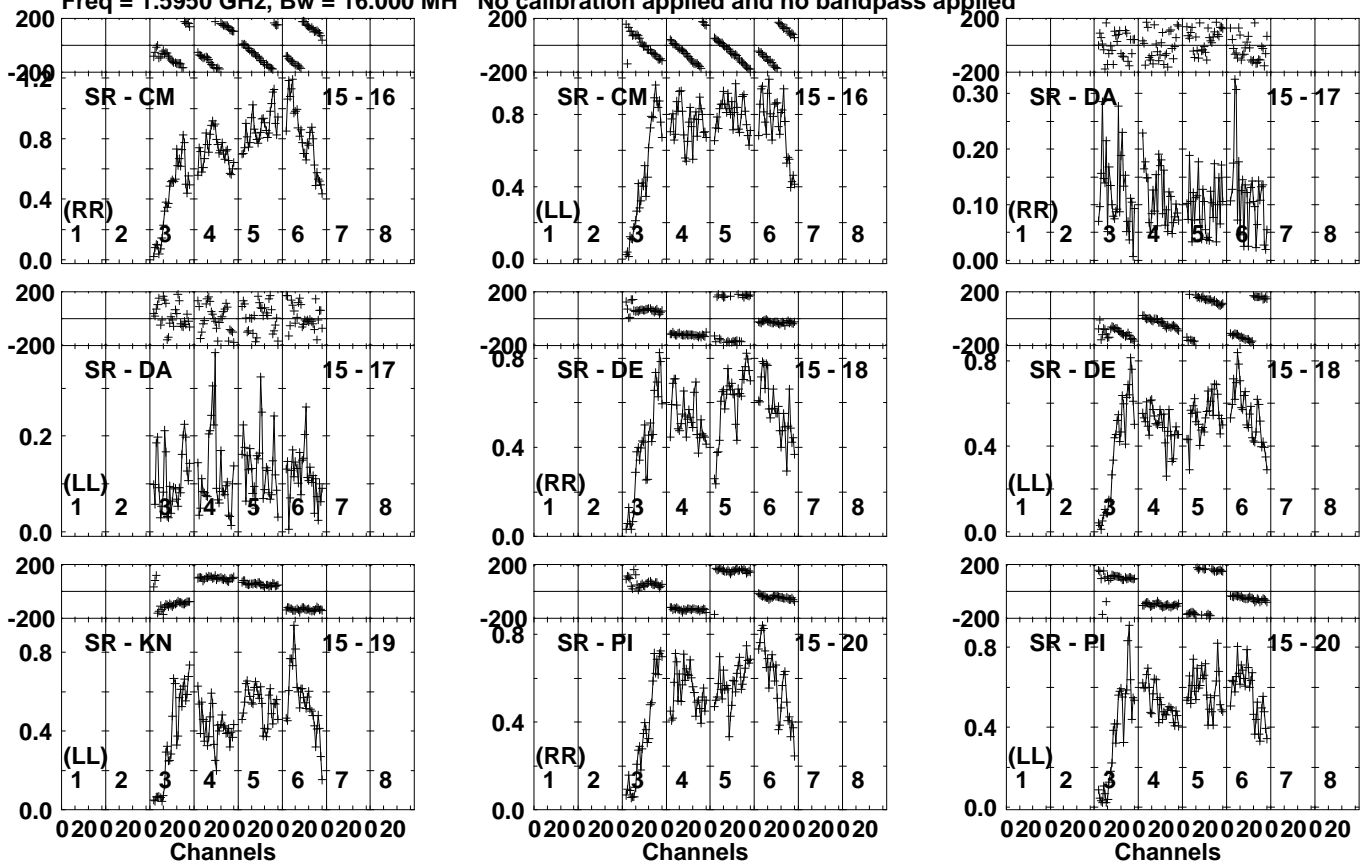 Freq = 1.5950 GHz, Bw = 16.000 MH No calibration applied and no bandpass applied
200 200 200
-200 -200 -200
1.2 SR - CM 15 - 16 0.8 SR - CM 15 - 16 0.30 SR - DA 15 - 17
0.8 0.20
0.4 0.4 0.10
(RR) (LL) (RR)
1 2 3 4 5 6 7 8 1 2 3 4 5 6 7 8 1 2 3 4 5 6 7 8
0.0 0.0 0.00
200 200 200
-200 -200 -200
SR - DA 15 - 17 0.8 SR - DE 15 - 18 0.8 SR - DE 15 - 18
0.2 0.4 0.4
(LL) (RR) (LL)
1 2 3 4 5 6 7 8 1 2 3 4 5 6 7 8 1 2 3 4 5 6 7 8
0.0 0.0 0.0
200 200 200
-200 -200 -200
0.8 SR - KN 15 - 19 0.8 SR - PI 15 - 20 0.8 SR - PI 15 - 20
0.4 0.4 0.4
(LL) (RR) (LL)
1 2 3 4 5 6 7 8 1 2 3 4 5 6 7 8 1 2 3 4 5 6 7 8
0.0 0.0 0.0
0 20 0 20 0 20 0 20 0 20 0 20 0 20 0 20 0 20 0 20 0 20 0 20 0 20 0 20 0 20 0 20 0 20 0 20 0 20 0 20 0 20 0 20 0 20 0 20
Channels Channels Channels